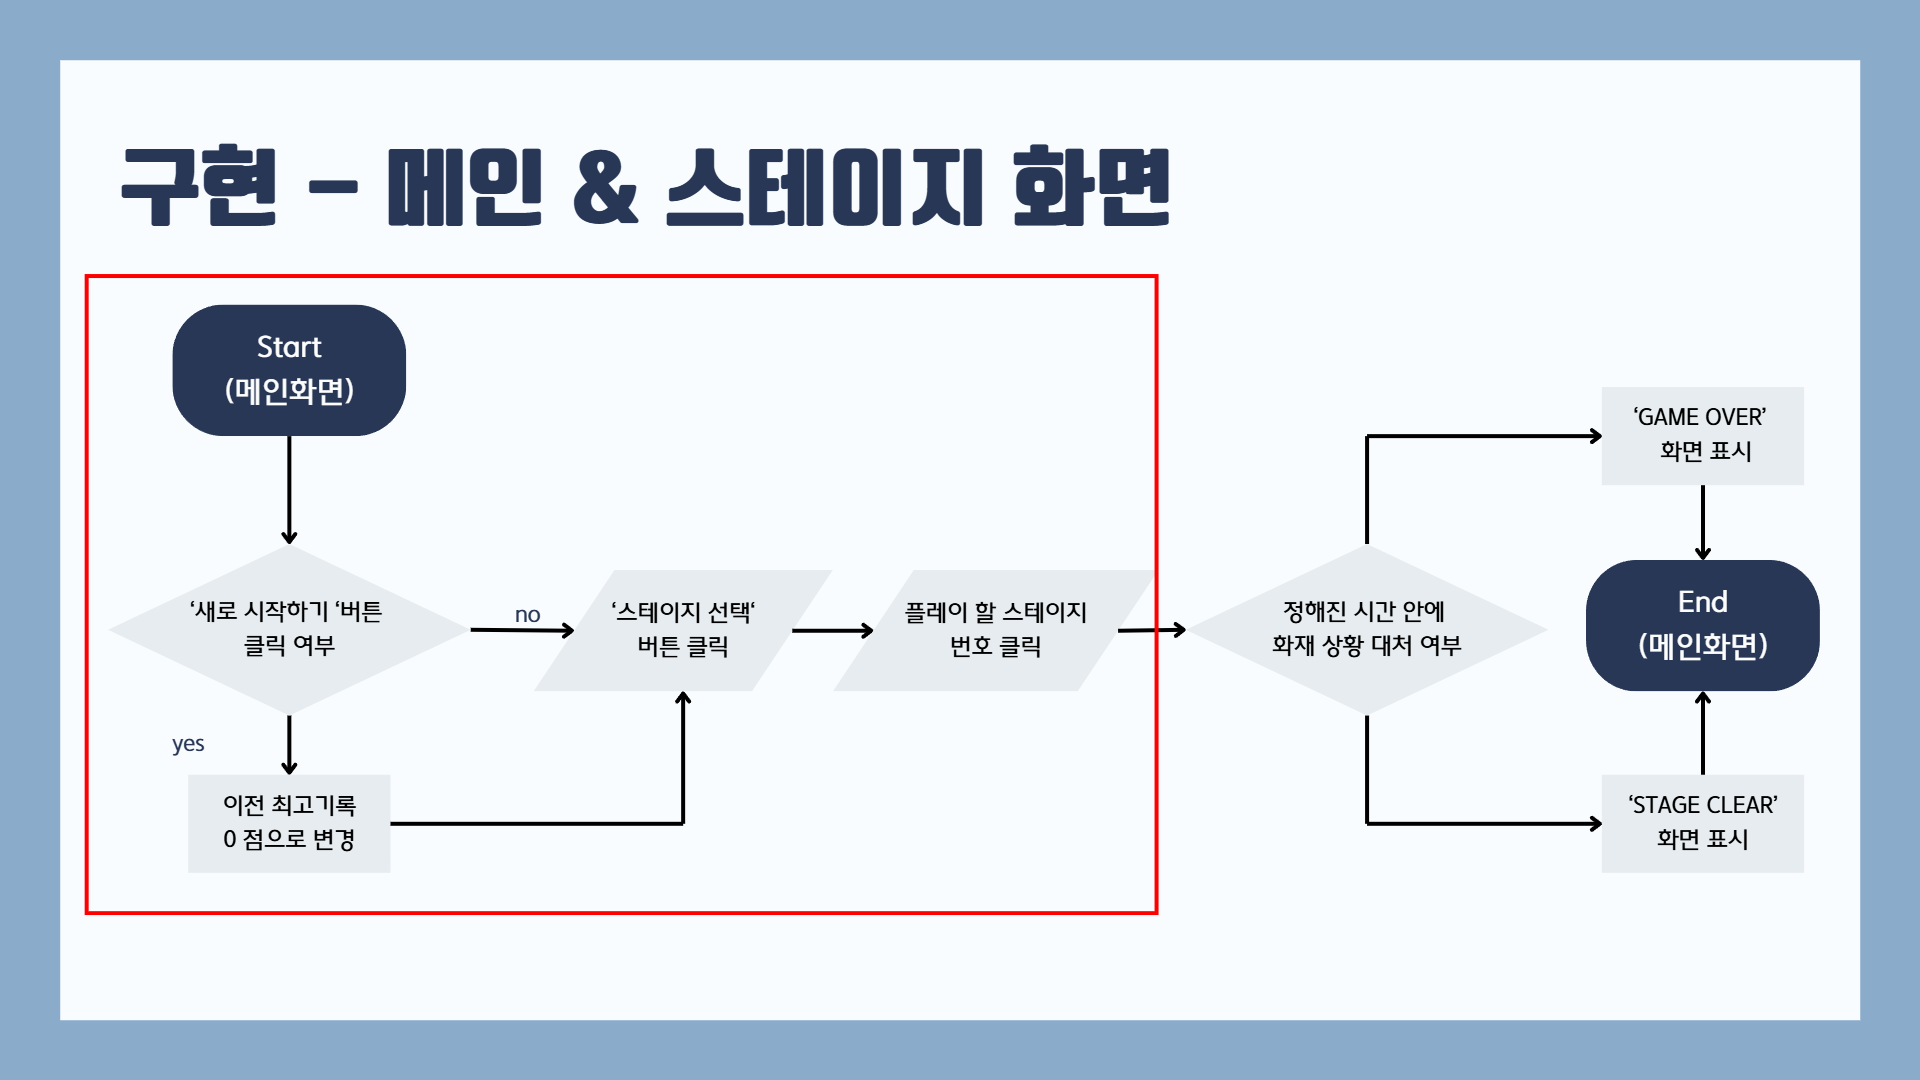 구현 - 메인 & 스테이지 화면
Start
(메인화면)
‘새로 시작하기 ‘버튼
클릭 여부
no
yes
이전 최고기록
0 점으로 변경
‘스테이지 선택‘
버튼 클릭
플레이 할 스테이지
번호 클릭
정해진 시간 안에
화재 상황 대처 여부
‘GAME OVER’
화면 표시
End
(메인화면)
‘STAGE CLEAR’
화면 표시